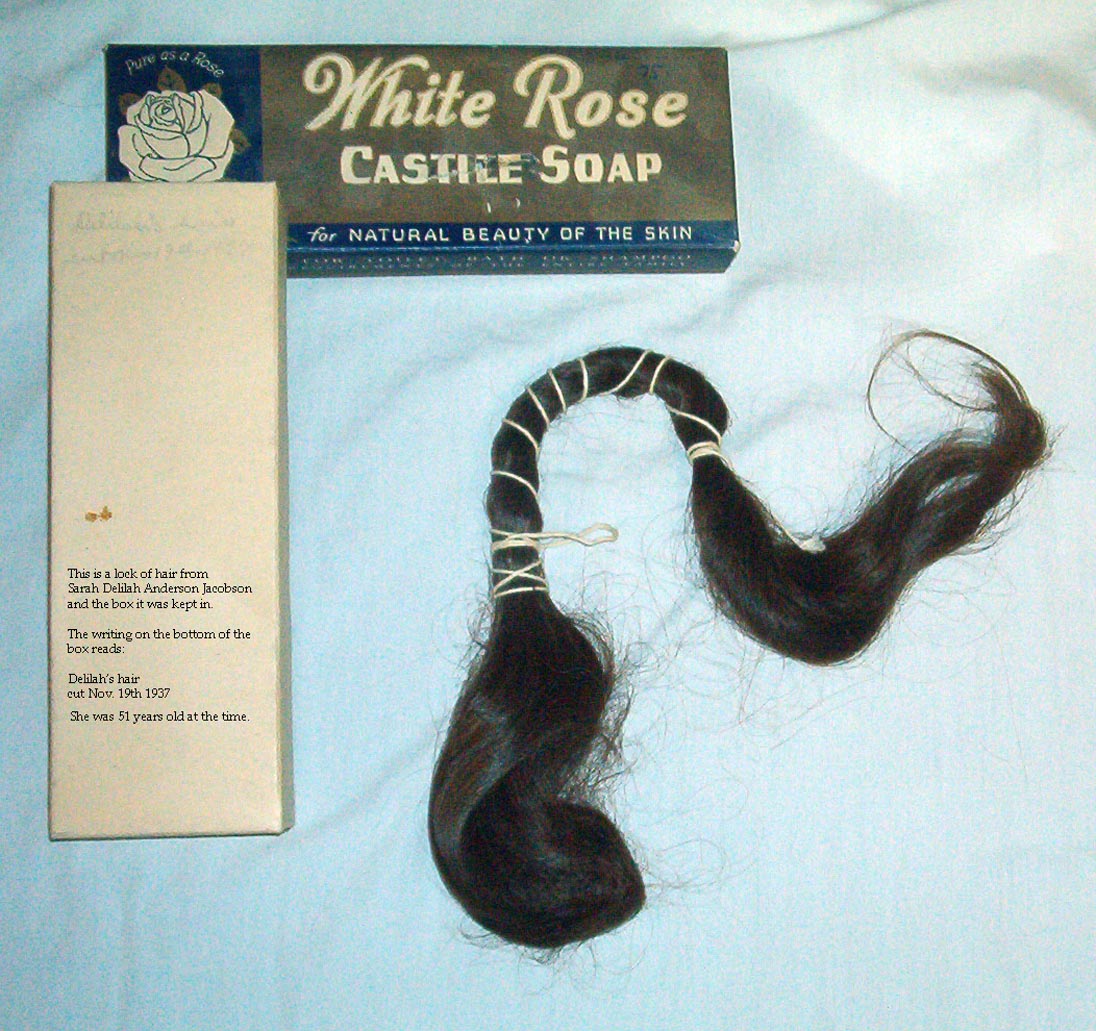 Pure as a Rose
White Rose
75
CASTILE SOAP
for NATURAL BEAUTY OF THE SKIN
This is a lock of hair from
Sarah Delilah Anderson Jacobson
and the box it was kept in.
The writing on the bottom of the
box reads:
Delilah's hair
cut Nov. 19th 1937
She was 51 years old at the time.